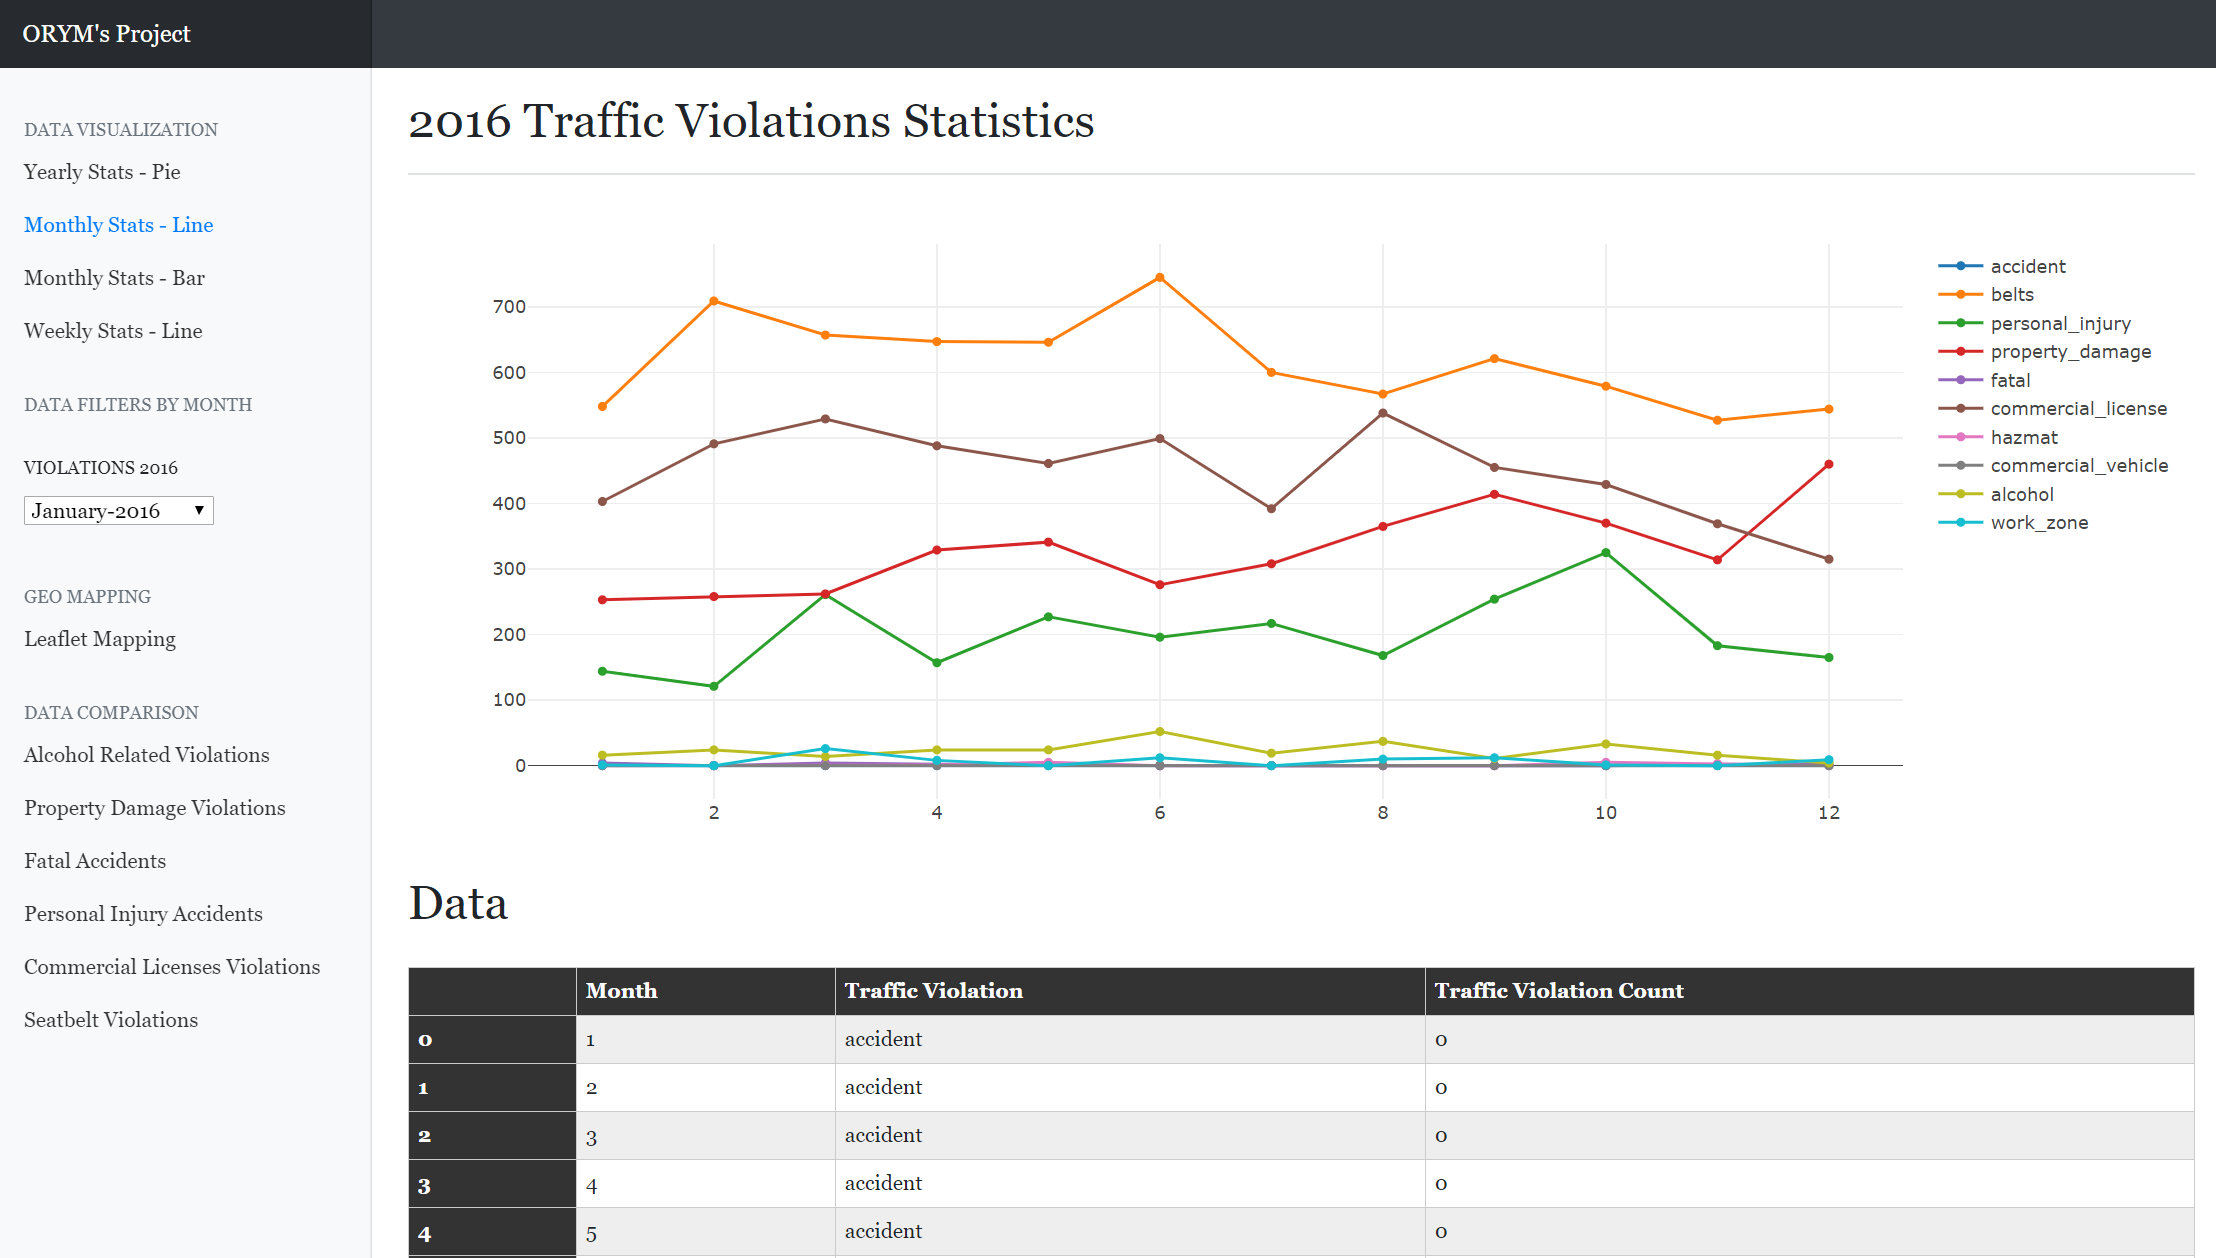 ORYM's Project
DATA VISUALIZATION
Yearly Stats - Pie
Monthly Stats - Line
Monthly Stats - Bar
Weekly Stats - Line
DATA FILTERS BY MONTH
VIOLATIONS 2016
January-2016
GEO MAPPING
Leaflet Mapping
DATA COMPARISON
Alcohol Related Violations
Property Damage Violations
Fatal Accidents
Personal Injury Accidents
Commercial Licenses Violations
Seatbelt Violations
2016 Traffic Violations Statistics
700
600
500
400
300
200
100
0
2 4 6 8 10 12
accident
belts
personal_injury
property_damage
fatal
commercial_license
hazmat
commercial_vehicle
alcohol
work_zone
Data
Month Traffic Violation Traffic Violation Count
0 1 accident 0
1 2 accident 0
2 3 accident 0
3 4 accident 0
4 5 accident 0